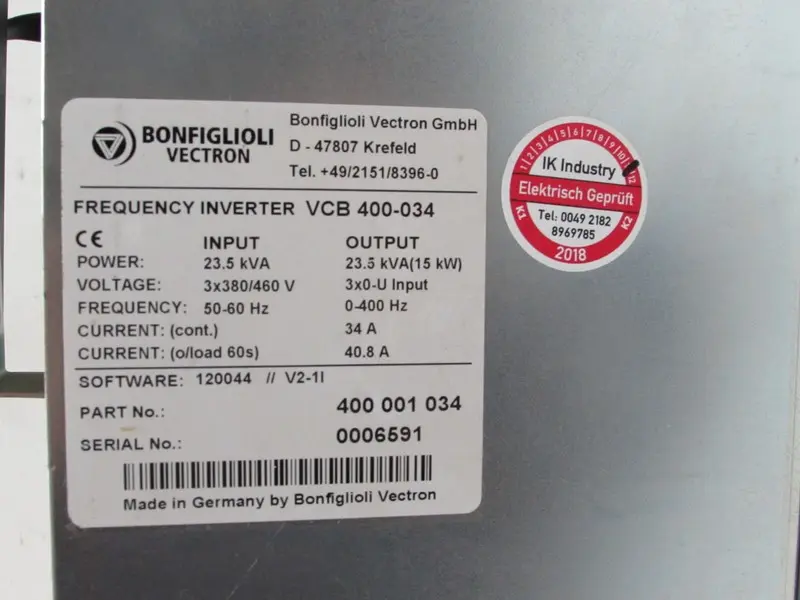 BONFIGLIOLI
VECTRON
Bonfiglioli Vectron GmbH
D - 47807 Krefeld
Tel. +49/2151/8396-0
FREQUENCY INVERTER VCB 400-034
CE INPUT OUTPUT
POWER: 23.5 kVA 23.5 kVA(15 kW)
VOLTAGE: 3x380/460 V 3x0-U Input
FREQUENCY: 50-60 Hz 0-400 Hz
CURRENT: (cont.) 34 A
CURRENT: (o/load 60s) 40.8 A
SOFTWARE: 120044 // V2-1I
PART No.: 400 001 034
SERIAL No.: 0006591
Made in Germany by Bonfiglioli Vectron
1 2 3 4 5 6 7 8 9 10 12
IK Industry
Elektrisch Geprüft
K1 Tel: 0049 2182 K2
8969785
2018